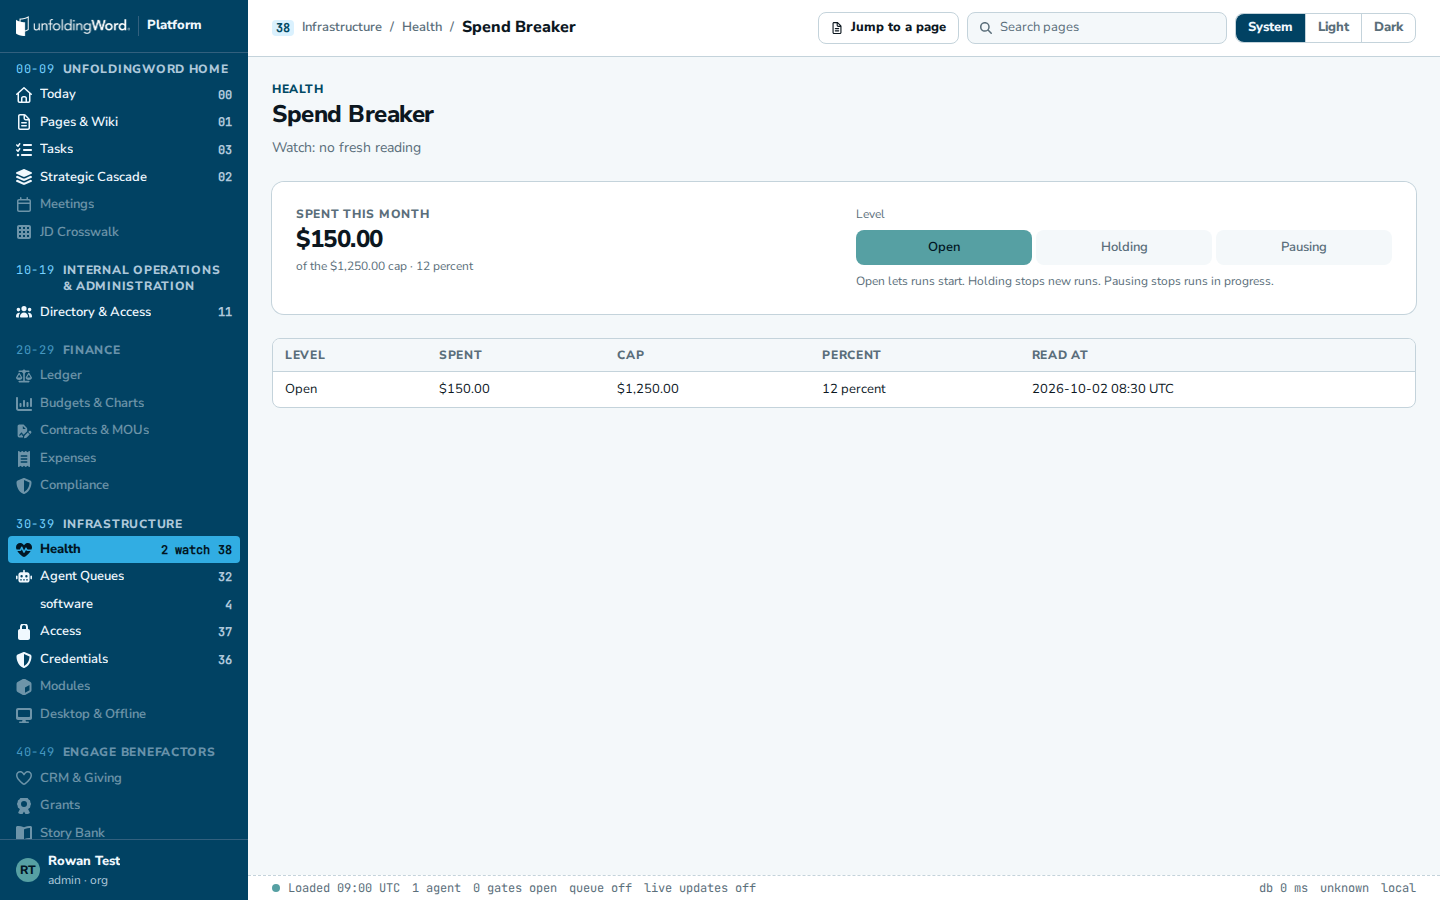 unfoldingWord Platform
00-09 UNFOLDINGWORD HOME
Today 00
Pages & Wiki 01
Tasks 03
Strategic Cascade 02
Meetings
JD Crosswalk
10-19 INTERNAL OPERATIONS
& ADMINISTRATION
Directory & Access 11
20-29 FINANCE
Ledger
Budgets & Charts
Contracts & MOUs
Expenses
Compliance
30-39 INFRASTRUCTURE
Health 2 watch 38
Agent Queues 32
software 4
Access 37
Credentials 36
Modules
Desktop & Offline
40-49 ENGAGE BENEFACTORS
CRM & Giving
Grants
Story Bank
RT Rowan Test
admin · org
38 Infrastructure / Health / Spend Breaker
Jump to a page
Search pages
System Light Dark
HEALTH
Spend Breaker
Watch: no fresh reading
SPENT THIS MONTH
$150.00
of the $1,250.00 cap · 12 percent
Level
Open Holding Pausing
Open lets runs start. Holding stops new runs. Pausing stops runs in progress.
LEVEL SPENT CAP PERCENT READ AT
Open $150.00 $1,250.00 12 percent 2026-10-02 08:30 UTC
Loaded 09:00 UTC 1 agent 0 gates open queue off live updates off db 0 ms unknown local